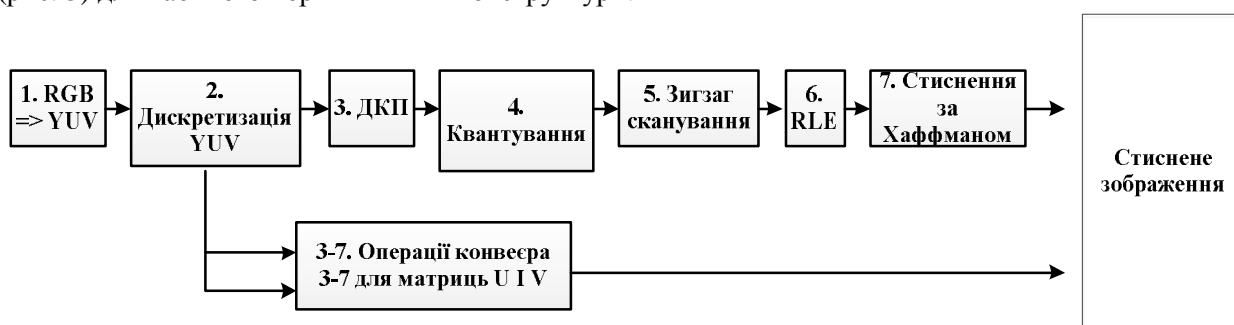 1. RGB
=> YUV
2.
Дискретизація
YUV
3. ДКП
4.
Квантування
5. Зигзаг
сканування
6.
RLE
7. Стиснення
за
Хаффманом
Стиснене
зображення
3-7. Операції конвеєра
3-7 для матриць U I V